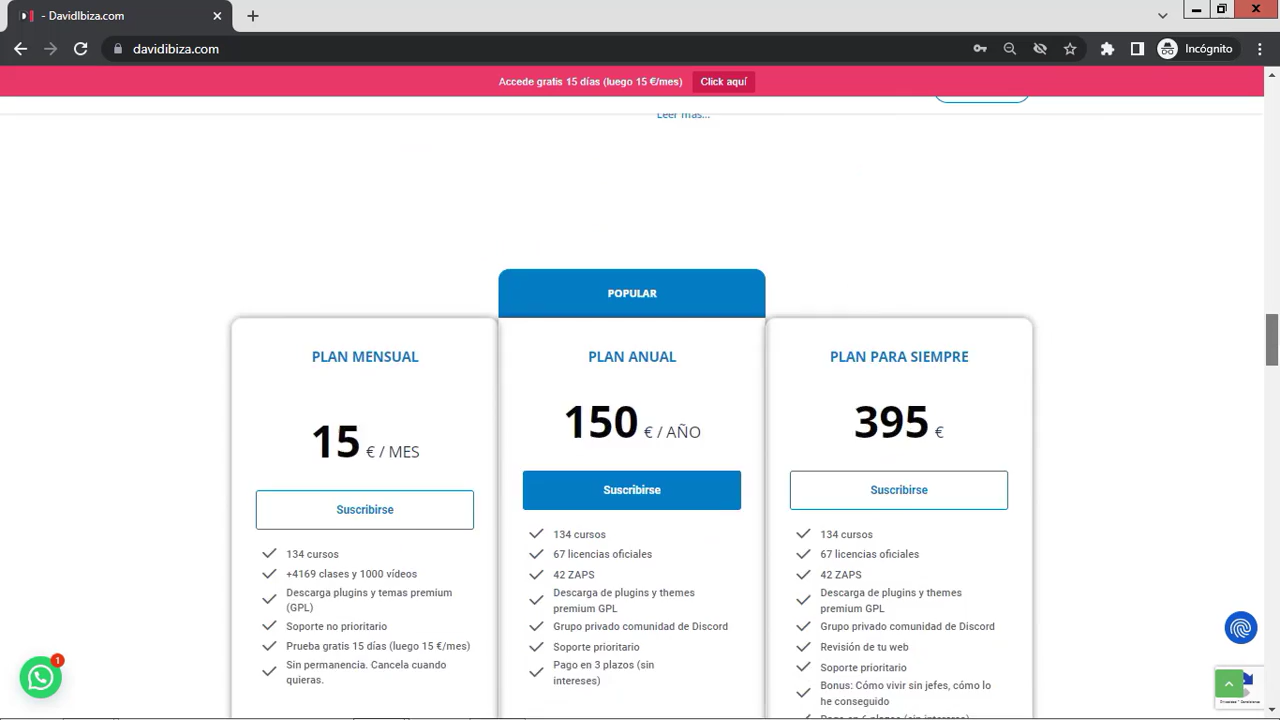 - DavidIbiza.com
davidibiza.com
Incógnito
Accede gratis 15 días (luego 15 €/mes) Click aquí
Leer más...
POPULAR
PLAN MENSUAL
15 € / MES
Suscribirse
134 cursos
+4169 clases y 1000 vídeos
Descarga plugins y temas premium
(GPL)
Soporte no prioritario
Prueba gratis 15 días (luego 15 €/mes)
Sin permanencia. Cancela cuando
quieras.
PLAN ANUAL
150 € / AÑO
Suscribirse
134 cursos
67 licencias oficiales
42 ZAPS
Descarga de plugins y themes
premium GPL
Grupo privado comunidad de Discord
Soporte prioritario
Pago en 3 plazos (sin
intereses)
PLAN PARA SIEMPRE
395 €
Suscribirse
134 cursos
67 licencias oficiales
42 ZAPS
Descarga de plugins y themes
premium GPL
Grupo privado comunidad de Discord
Revisión de tu web
Soporte prioritario
Bonus: Cómo vivir sin jefes, cómo lo
he conseguido
Pago en 6 plazos (sin intereses)
1